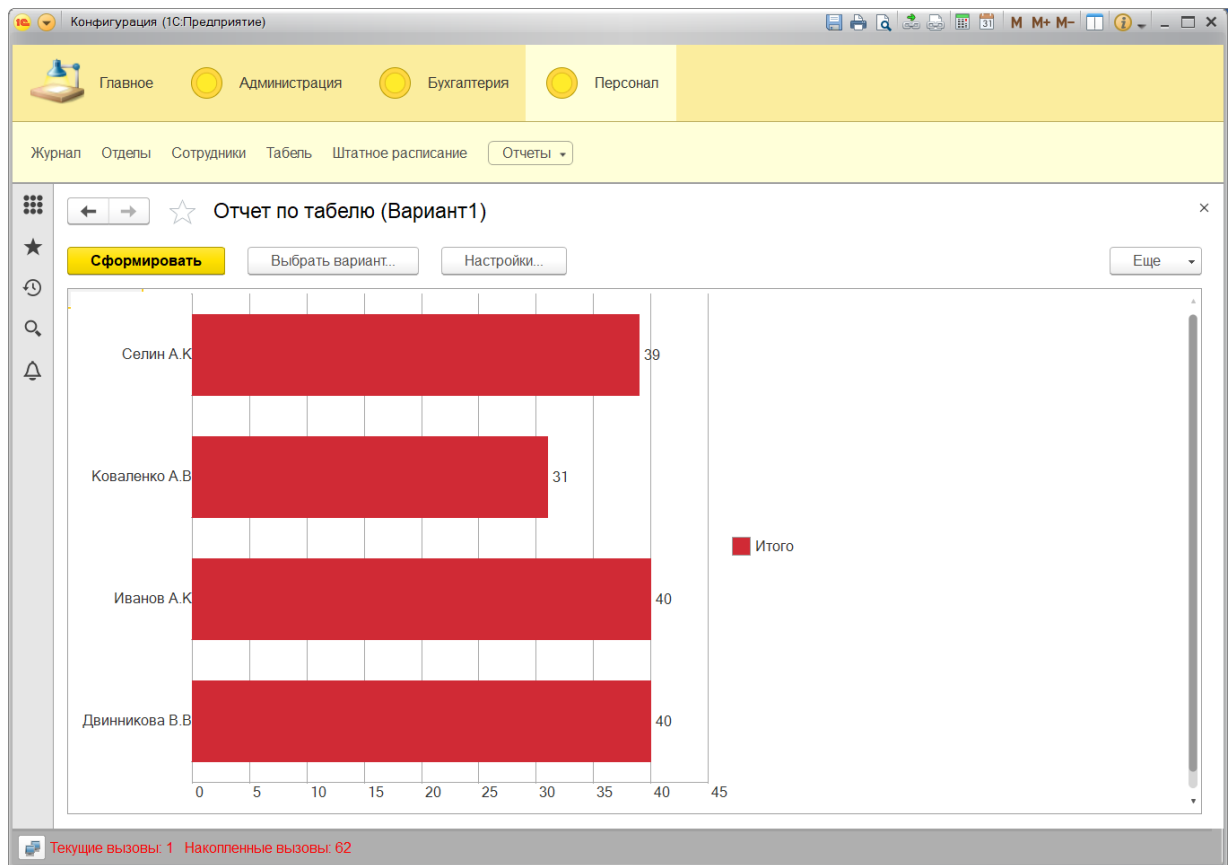 1С Конфигурация (1С:Предприятие) 31 M M+ M-
Главное Администрация Бухгалтерия Персонал
Журнал Отделы Сотрудники Табель Штатное расписание Отчеты
Отчет по табелю (Вариант1)
Сформировать Выбрать вариант... Настройки... Еще
Селин А.К 39
Коваленко А.В 31
Итого
Иванов А.К 40
Двинникова В.В 40
0 5 10 15 20 25 30 35 40 45
Текущие вызовы: 1 Накопленные вызовы: 62